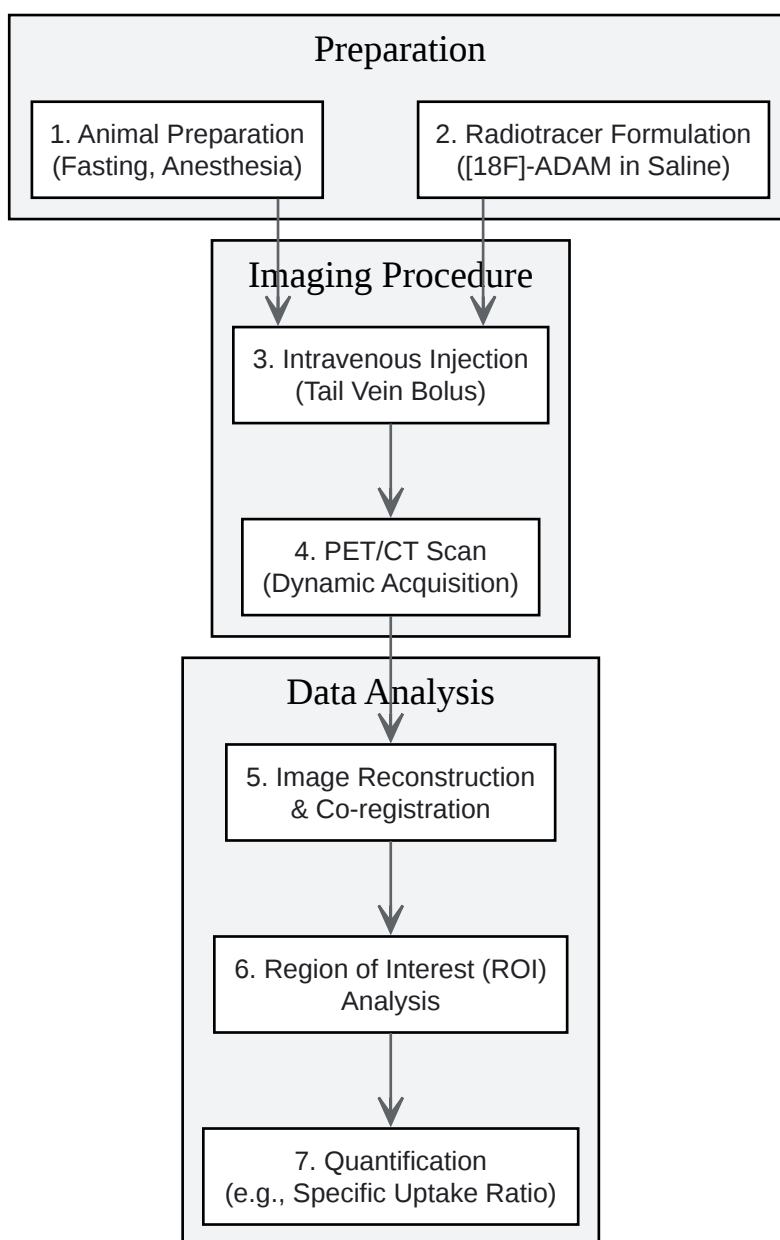 Preparation
1. Animal Preparation
(Fasting, Anesthesia)
2. Radiotracer Formulation
([18F]-ADAM in Saline)
Imaging Procedure
3. Intravenous Injection
(Tail Vein Bolus)
4. PET/CT Scan
(Dynamic Acquisition)
Data Analysis
5. Image Reconstruction
& Co-registration
6. Region of Interest (ROI)
Analysis
7. Quantification
(e.g., Specific Uptake Ratio)